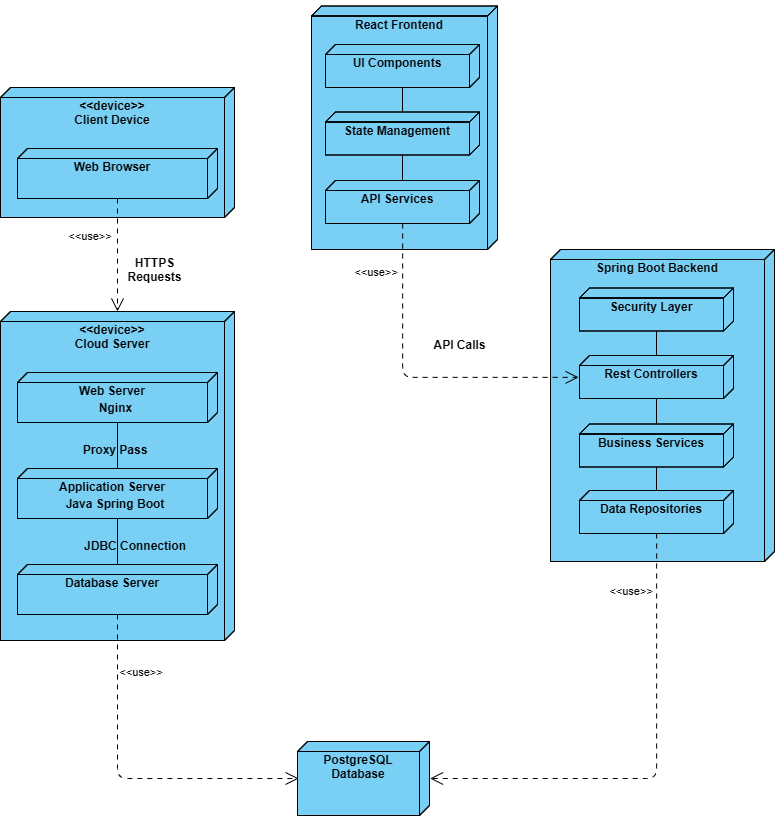 React Frontend
UI Components
State Management
API Services
<<use>>
API Calls
<<device>>
Client Device
Web Browser
<<use>>
HTTPS
Requests
<<device>>
Cloud Server
Web Server
Nginx
Proxy Pass
Application Server
Java Spring Boot
JDBC Connection
Database Server
<<use>>
Spring Boot Backend
Security Layer
Rest Controllers
Business Services
Data Repositories
<<use>>
PostgreSQL
Database